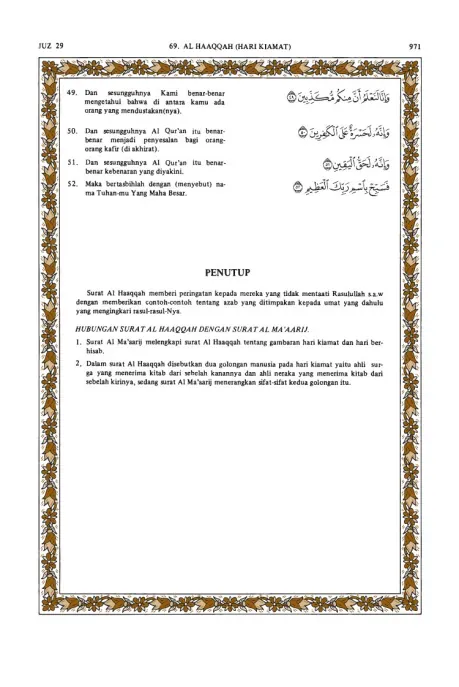 JUZ 29 69. AL HAAQQAH (HARI KIAMAT) 971
49. Dan sesungguhnya Kami benar-benar
mengetahui bahwa di antara kamu ada
orang yang mendustakan(nya).
وَإِنَّا لَنَعْلَمُ أَنَّ مِنكُم مُّكَذِّبِينَ ﴿٤٩﴾
50. Dan sesungguhnya Al Qur'an itu benar-
benar menjadi penyesalan bagi orang-
orang kafir (di akhirat).
وَإِنَّهُۥ لَحَسْرَةٌ عَلَى ٱلْكَٰفِرِينَ ﴿٥٠﴾
51. Dan sesungguhnya Al Qur'an itu benar-
benar kebenaran yang diyakini.
وَإِنَّهُۥ لَحَقُّ ٱلْيَقِينِ ﴿٥١﴾
52. Maka bertasbihlah dengan (menyebut) na-
ma Tuhan-mu Yang Maha Besar.
فَسَبِّحْ بِٱسْمِ رَبِّكَ ٱلْعَظِيمِ ﴿٥٢﴾
PENUTUP
Surat Al Haaqqah memberi peringatan kepada mereka yang tidak mentaati Rasulullah s.a.w
dengan memberikan contoh-contoh tentang azab yang ditimpakan kepada umat yang dahulu
yang mengingkari rasul-rasul-Nya.
HUBUNGAN SURAT AL HAAQQAH DENGAN SURAT AL MA'AARIJ.
1. Surat Al Ma'aarij melengkapi surat Al Haaqqah tentang gambaran hari kiamat dan hari ber-
hisab.
2. Dalam surat Al Haaqqah disebutkan dua golongan manusia pada hari kiamat yaitu ahli sur-
ga yang menerima kitab dari sebelah kanannya dan ahli neraka yang menerima kitab dari
sebelah kirinya, sedang surat Al Ma'aarij menerangkan sifat-sifat kedua golongan itu.